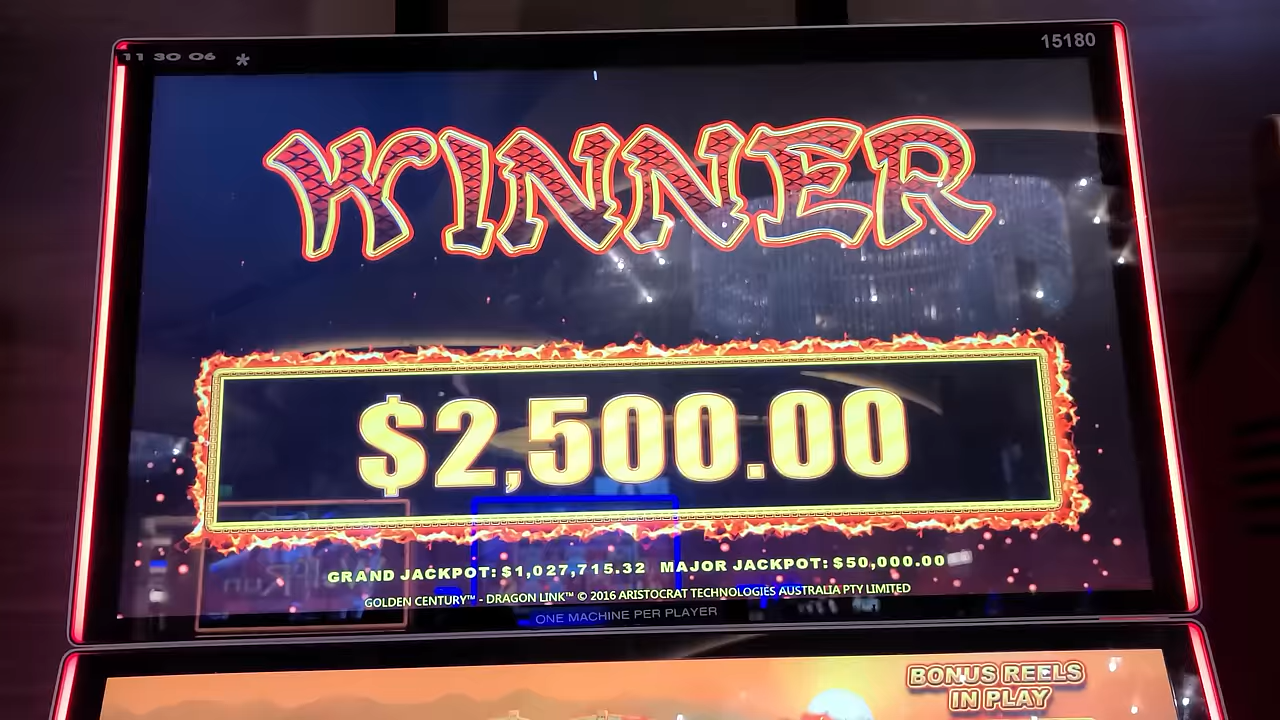 11 30 06 *
15180
WINNER
$2,500.00
GRAND JACKPOT: $1,027,715.32 MAJOR JACKPOT: $50,000.00
GOLDEN CENTURY™ - DRAGON LINK™ © 2016 ARISTOCRAT TECHNOLOGIES AUSTRALIA PTY LIMITED
ONE MACHINE PER PLAYER
BONUS REELS
IN PLAY